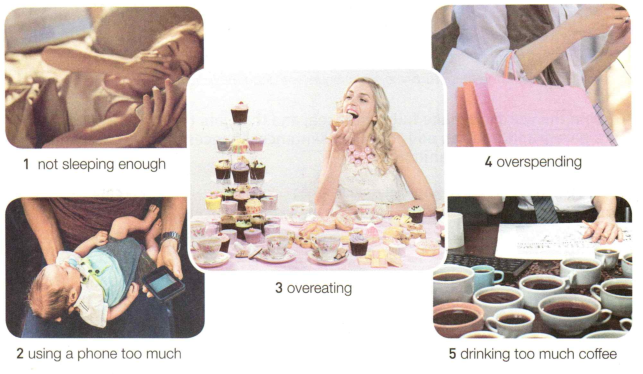 1 not sleeping enough
2 using a phone too much
3 overeating
4 overspending
5 drinking too much coffee